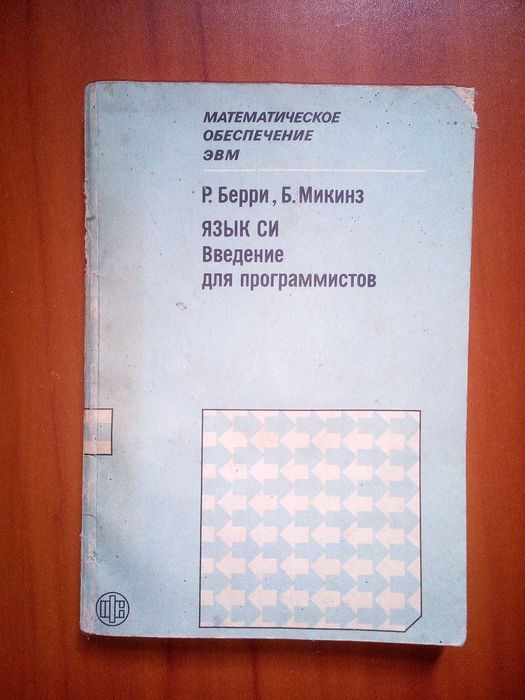 МАТЕМАТИЧЕСКОЕ
ОБЕСПЕЧЕНИЕ
ЭВМ
Р. Берри, Б. Микинз
ЯЗЫК СИ
Введение
для программистов